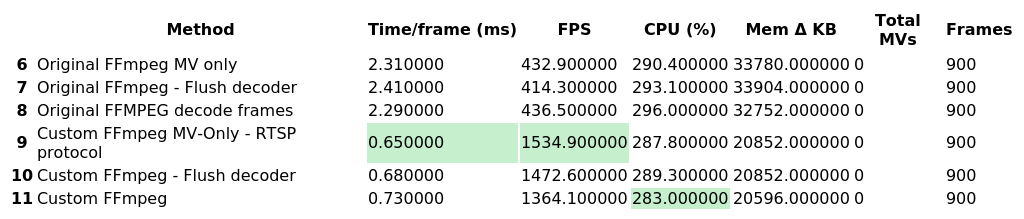 Method Time/frame (ms) FPS CPU (%) Mem Δ KB Total MVs Frames
6 Original FFmpeg MV only 2.310000 432.900000 290.400000 33780.000000 0 900
7 Original FFmpeg - Flush decoder 2.410000 414.300000 293.100000 33904.000000 0 900
8 Original FFMPEG decode frames 2.290000 436.500000 296.000000 32752.000000 0 900
9 Custom FFmpeg MV-Only - RTSP protocol 0.650000 1534.900000 287.800000 20852.000000 0 900
10 Custom FFmpeg - Flush decoder 0.680000 1472.600000 289.300000 20852.000000 0 900
11 Custom FFmpeg 0.730000 1364.100000 283.000000 20596.000000 0 900